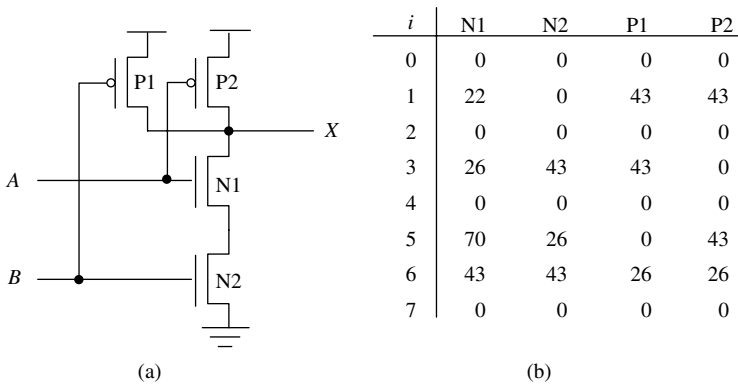 P1
P2
X
A
N1
B
N2
(a)
i N1 N2 P1 P2
0 0 0 0 0
1 22 0 43 43
2 0 0 0 0
3 26 43 43 0
4 0 0 0 0
5 70 26 0 43
6 43 43 26 26
7 0 0 0 0
(b)